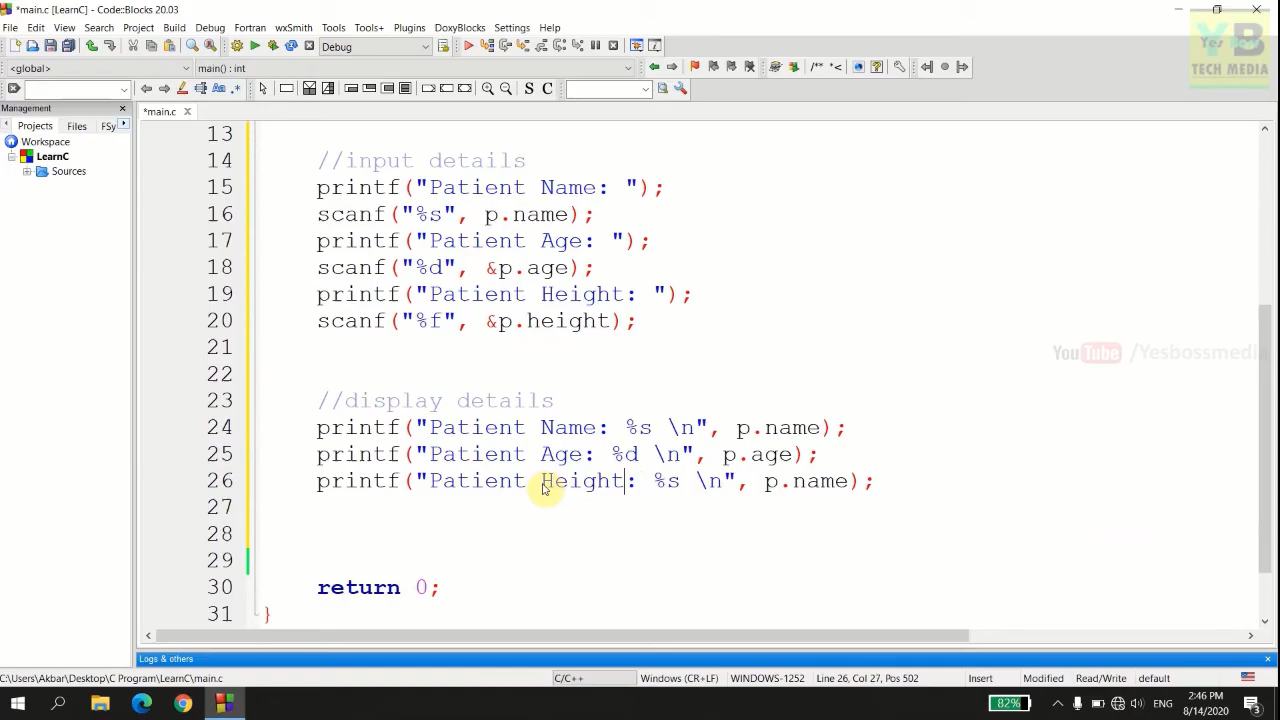 *main.c [LearnC] - Code::Blocks 20.03
File Edit View Search Project Build Debug Fortran wxSmith Tools Tools+ Plugins DoxyBlocks Settings Help
Debug
<global> main() : int
/** *<
S C
Yes Boss
YB
TECH MEDIA
Management
*main.c
Projects Files FSy
Workspace
LearnC
Sources
13
14 //input details
15 printf("Patient Name: ");
16 scanf("%s", p.name);
17 printf("Patient Age: ");
18 scanf("%d", &p.age);
19 printf("Patient Height: ");
20 scanf("%f", &p.height);
21
YouTube /Yesbossmedia
22
23 //display details
24 printf("Patient Name: %s \n", p.name);
25 printf("Patient Age: %d \n", p.age);
26 printf("Patient Height: %s \n", p.name);
27
28
29
30 return 0;
31 }
Logs & others
C:\Users\Akbar\Desktop\C Program\LearnC\main.c C/C++ Windows (CR+LF) WINDOWS-1252 Line 26, Col 27, Pos 502 Insert Modified Read/Write default
82% ENG 2:46 PM
8/14/2020
3